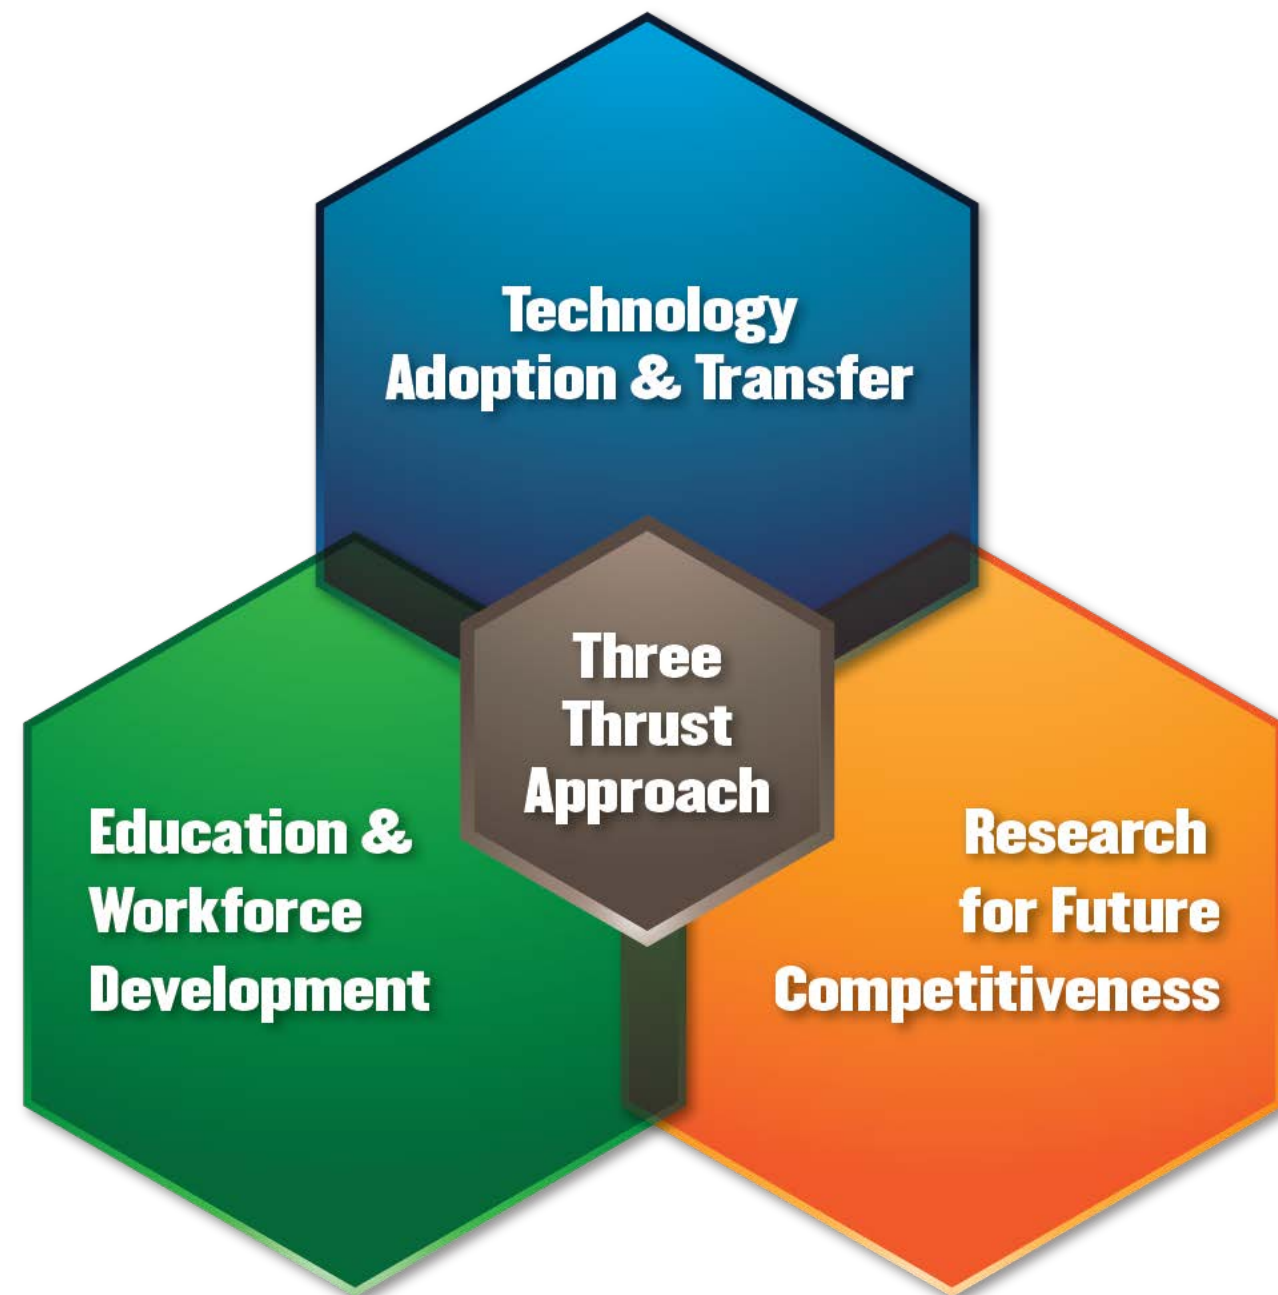 Technology
Adoption & Transfer
Three
Thrust
Approach
Education &
Workforce
Development
Research
for Future
Competitiveness